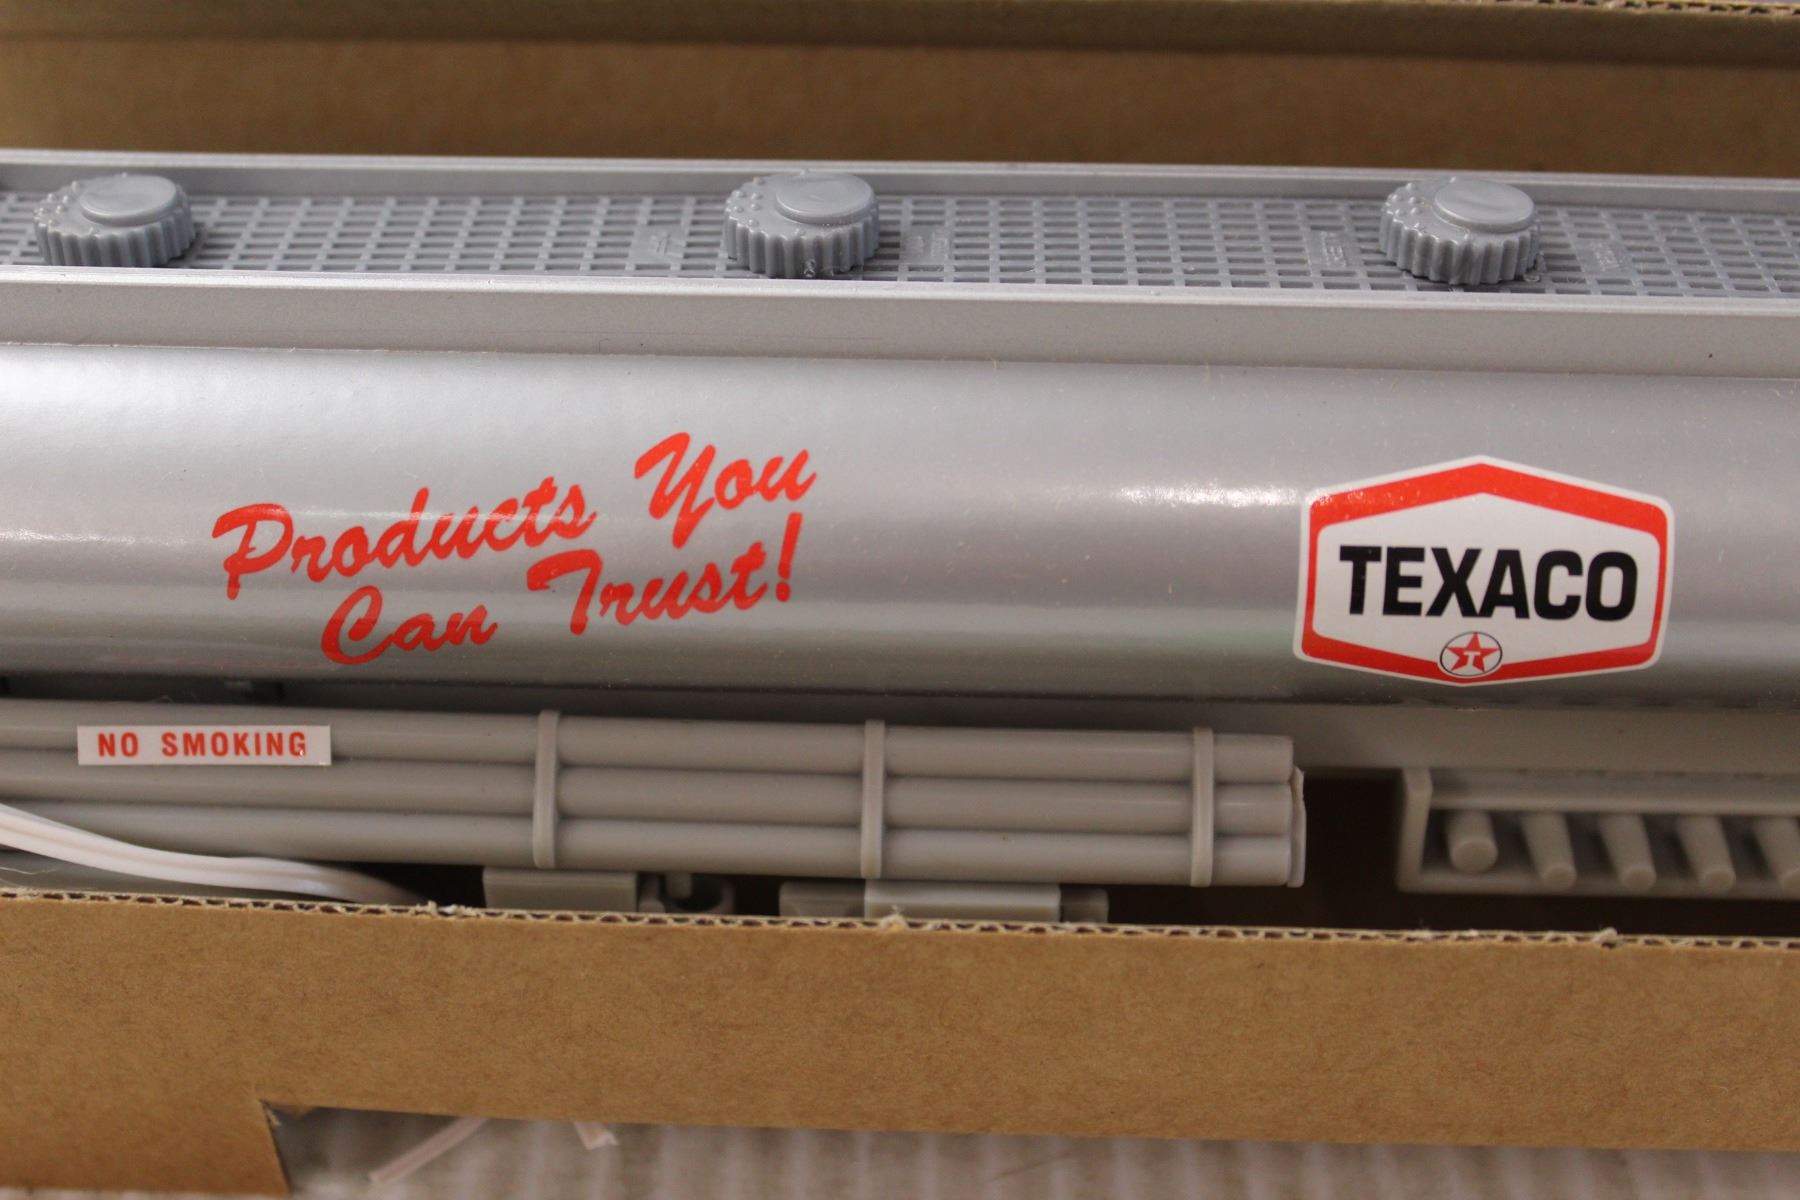 Products You
Can Trust!
TEXACO
T
NO SMOKING